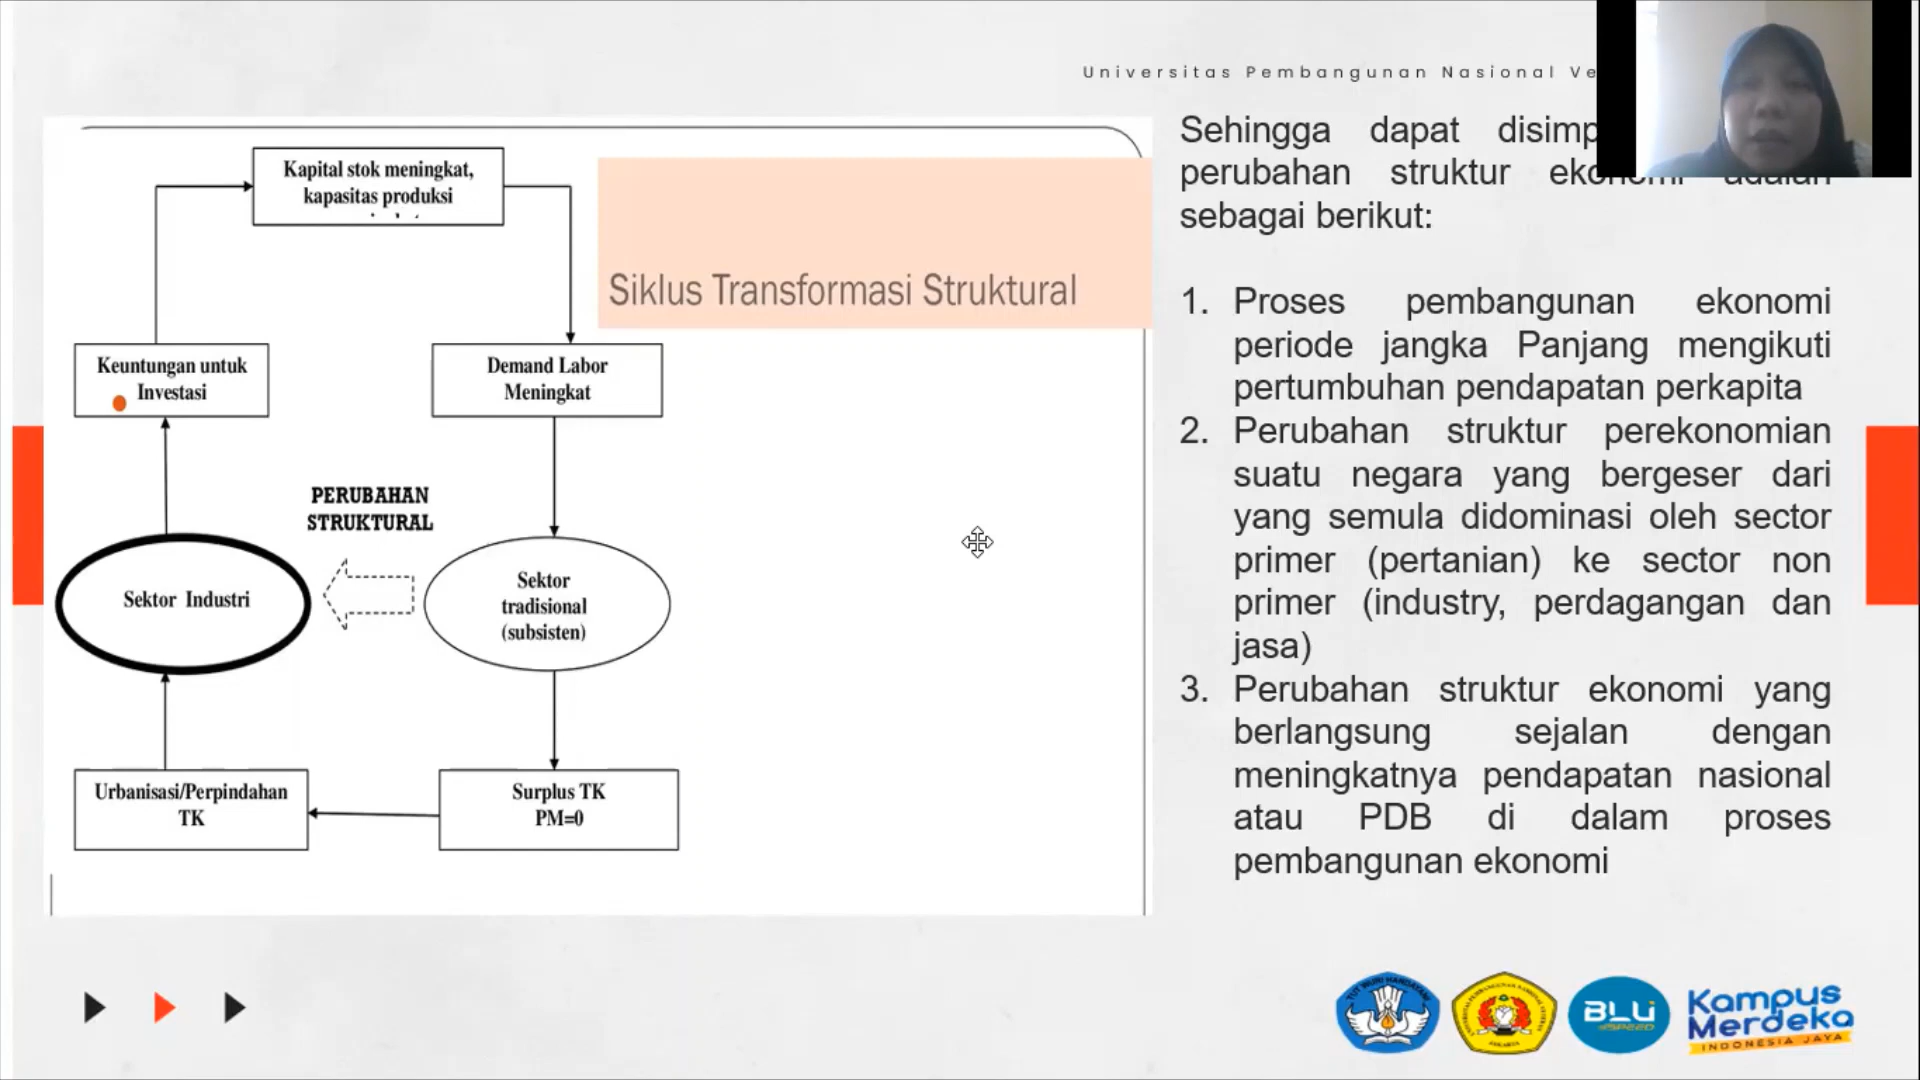 Universitas Pembangunan Nasional Ve
Kapital stok meningkat,
kapasitas produksi
Siklus Transformasi Struktural
Keuntungan untuk
Investasi
Demand Labor
Meningkat
PERUBAHAN
STRUKTURAL
Sektor Industri
Sektor
tradisional
(subsisten)
Urbanisasi/Perpindahan
TK
Surplus TK
PM=0
Sehingga dapat disimp
perubahan struktur ekonomi adalah
sebagai berikut:
1. Proses pembangunan ekonomi
periode jangka Panjang mengikuti
pertumbuhan pendapatan perkapita
2. Perubahan struktur perekonomian
suatu negara yang bergeser dari
yang semula didominasi oleh sector
primer (pertanian) ke sector non
primer (industry, perdagangan dan
jasa)
3. Perubahan struktur ekonomi yang
berlangsung sejalan dengan
meningkatnya pendapatan nasional
atau PDB di dalam proses
pembangunan ekonomi
TUT WURI HANDAYANI
JAKARTA
BLU
SPEED
Kampus
Merdeka
INDONESIA JAYA